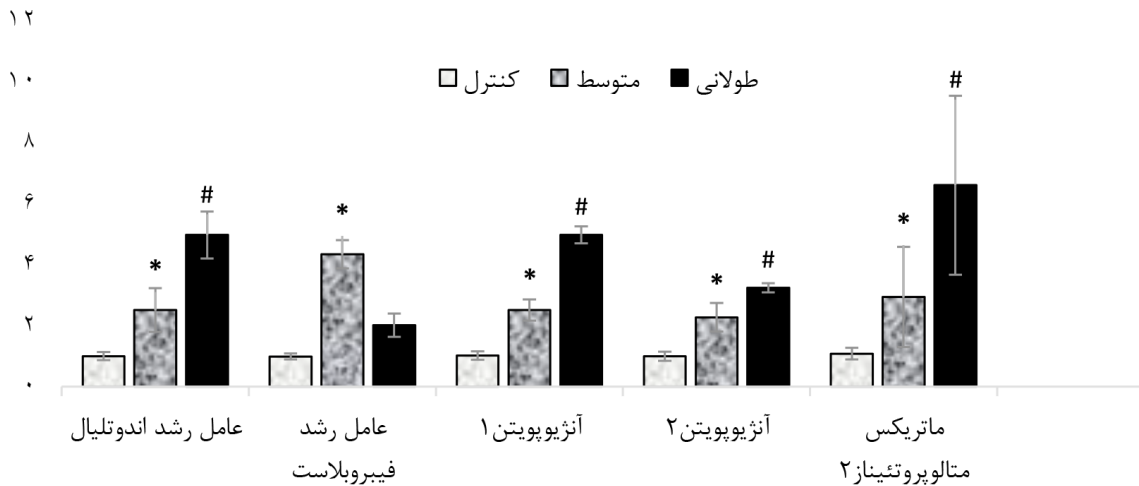 ۱۲
۱۰
۸
۶
۴
۲
۰
کنترل متوسط طولانی
# * * # * # * # * #
عامل رشد اندوتلیال
عامل رشد
فیبروبلاست
آنژیوپویتن۱
آنژیوپویتن۲
ماتریکس
متالوپروتئیناز۲